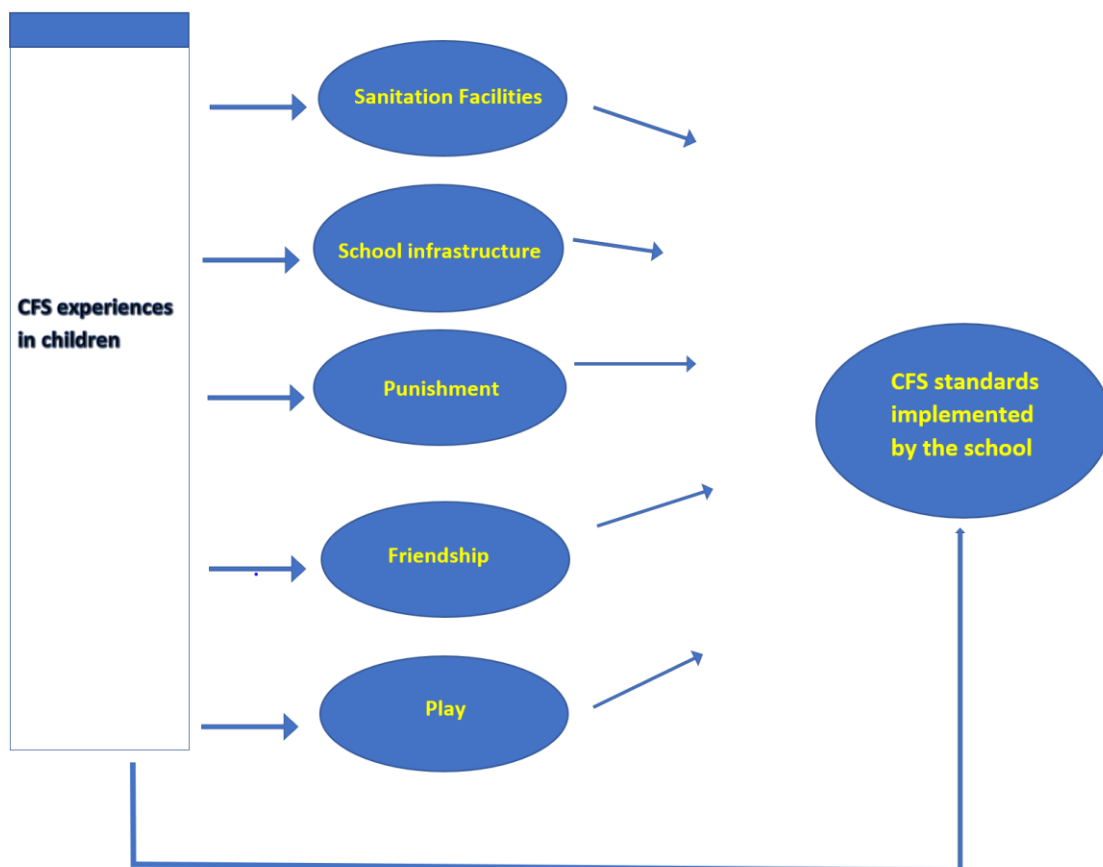 Sanitation Facilities
School infrastructure
CFS experiences
in children
Punishment
CFS standards
implemented
by the school
Friendship
Play